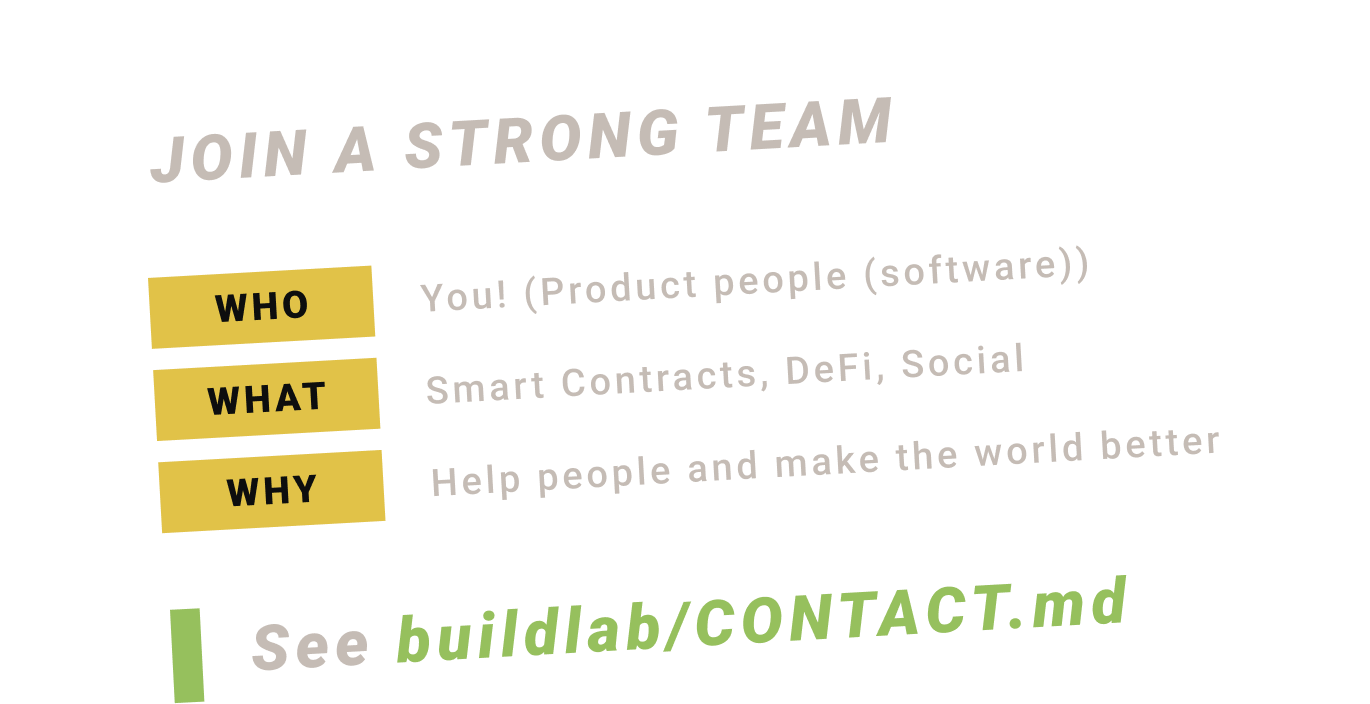 JOIN A STRONG TEAM
WHO You! (Product people (software))
WHAT Smart Contracts, DeFi, Social
WHY Help people and make the world better
See buildlab/CONTACT.md